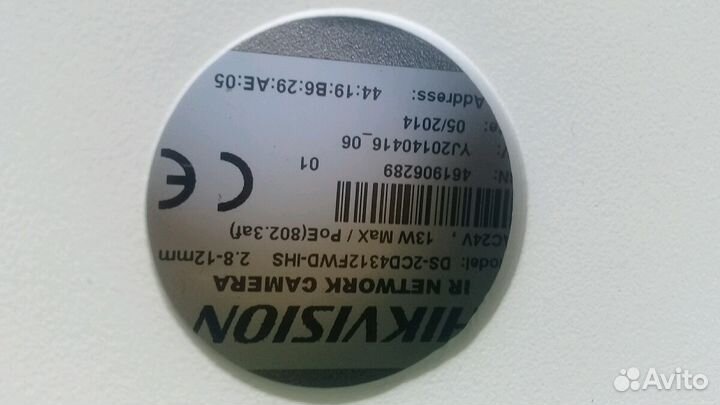 HIKVISION
IR NETWORK CAMERA
odel: DS-2CD4312FWD-IHS 2.8-12mm
AC24V , 13W MaX / PoE(802.3af)
N: 461906289 01
YJ20140416_06
e: 05/2014
Address: 44:19:B6:29:AE:05
CE
Avito